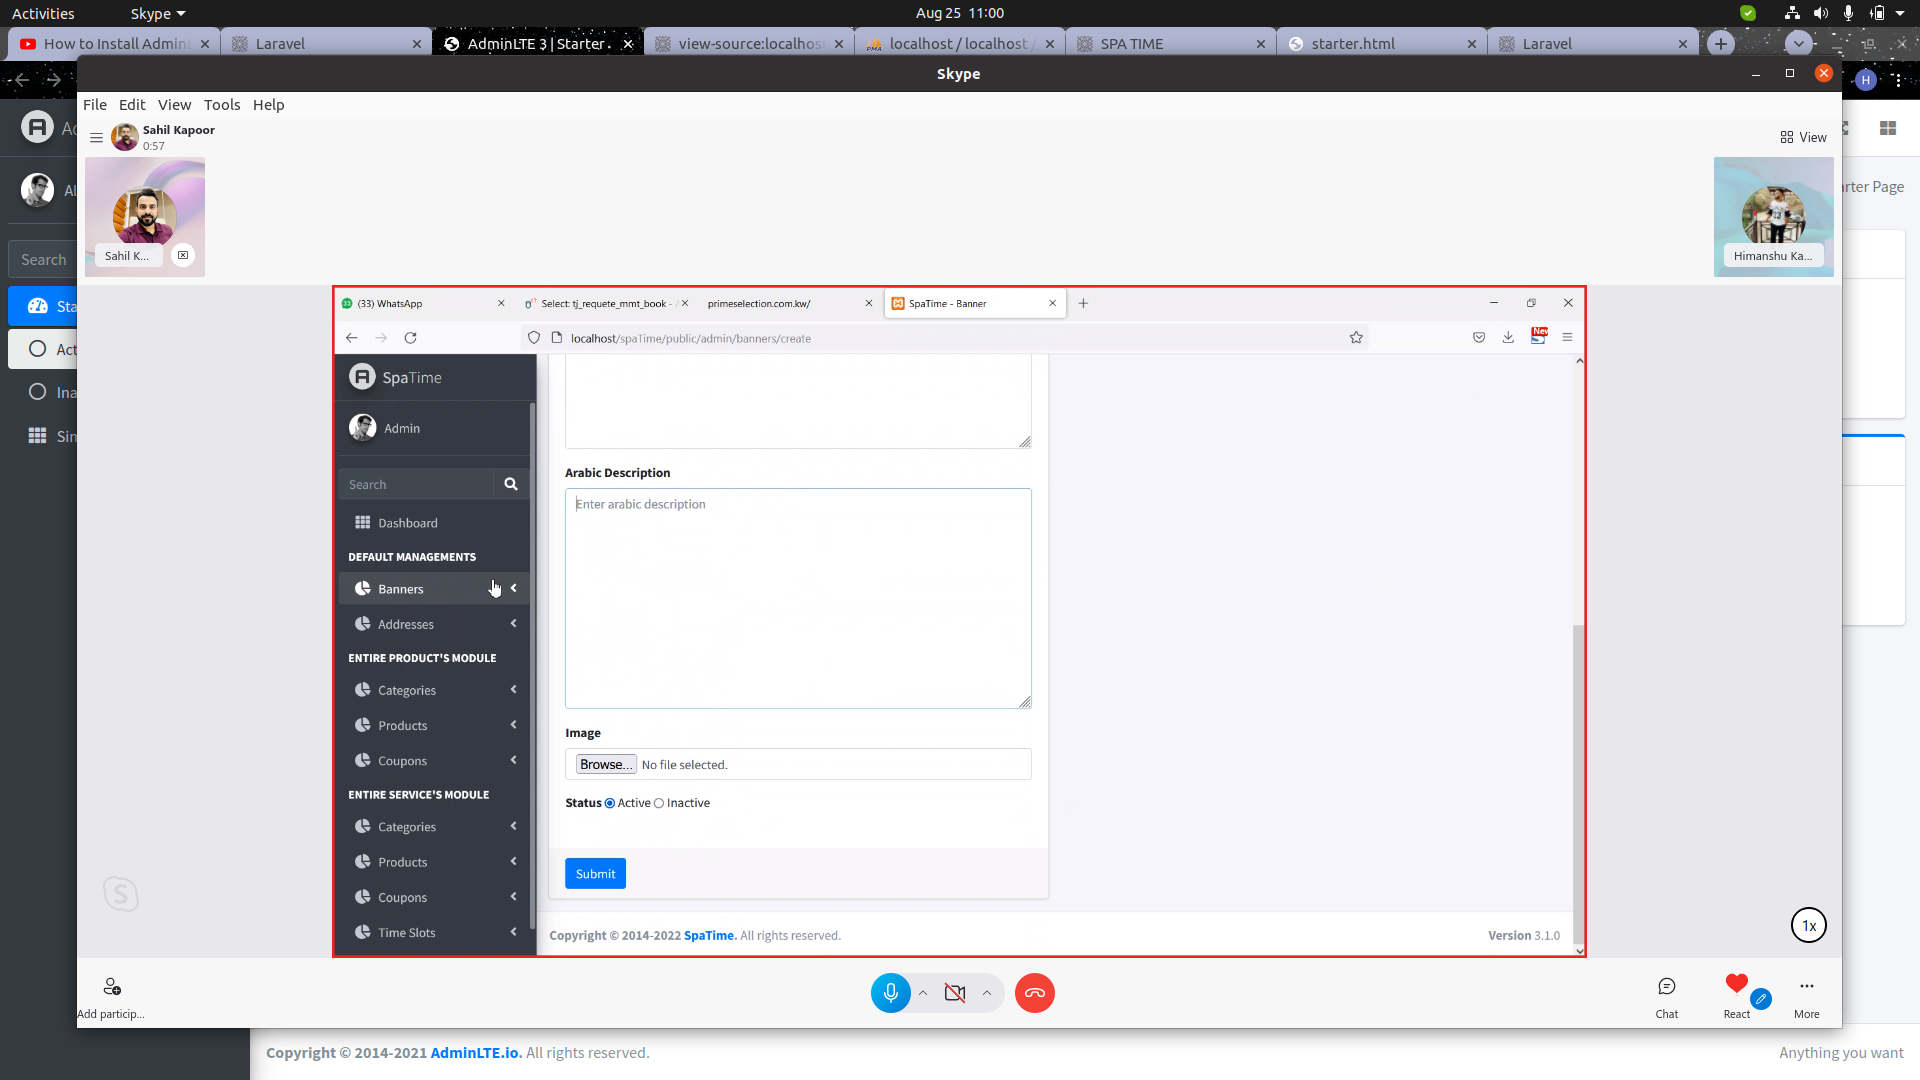 Activities
Skype
Aug 25 11:00
How to Install Admin
Laravel
AdminLTE 3 | Starter
view-source:localhos
localhost / localhost /
SPA TIME
starter.html
Laravel
Skype
H
File Edit View Tools Help
Sahil Kapoor
0:57
View
Sahil K...
Himanshu Ka...
arter Page
Search
Sta
Act
Ina
Sin
(33) WhatsApp
Select: tj_requete_mmt_book -
primeselection.com.kw/
SpaTime - Banner
localhost/spaTime/public/admin/banners/create
New
SpaTime
Admin
Search
Dashboard
DEFAULT MANAGEMENTS
Banners
Addresses
ENTIRE PRODUCT'S MODULE
Categories
Products
Coupons
ENTIRE SERVICE'S MODULE
Categories
Products
Coupons
Time Slots
Arabic Description
Enter arabic description
Image
Browse... No file selected.
Status Active Inactive
Submit
Copyright © 2014-2022 SpaTime. All rights reserved.
Version 3.1.0
1x
Add particip...
Chat
React
More
Copyright © 2014-2021 AdminLTE.io. All rights reserved.
Anything you want